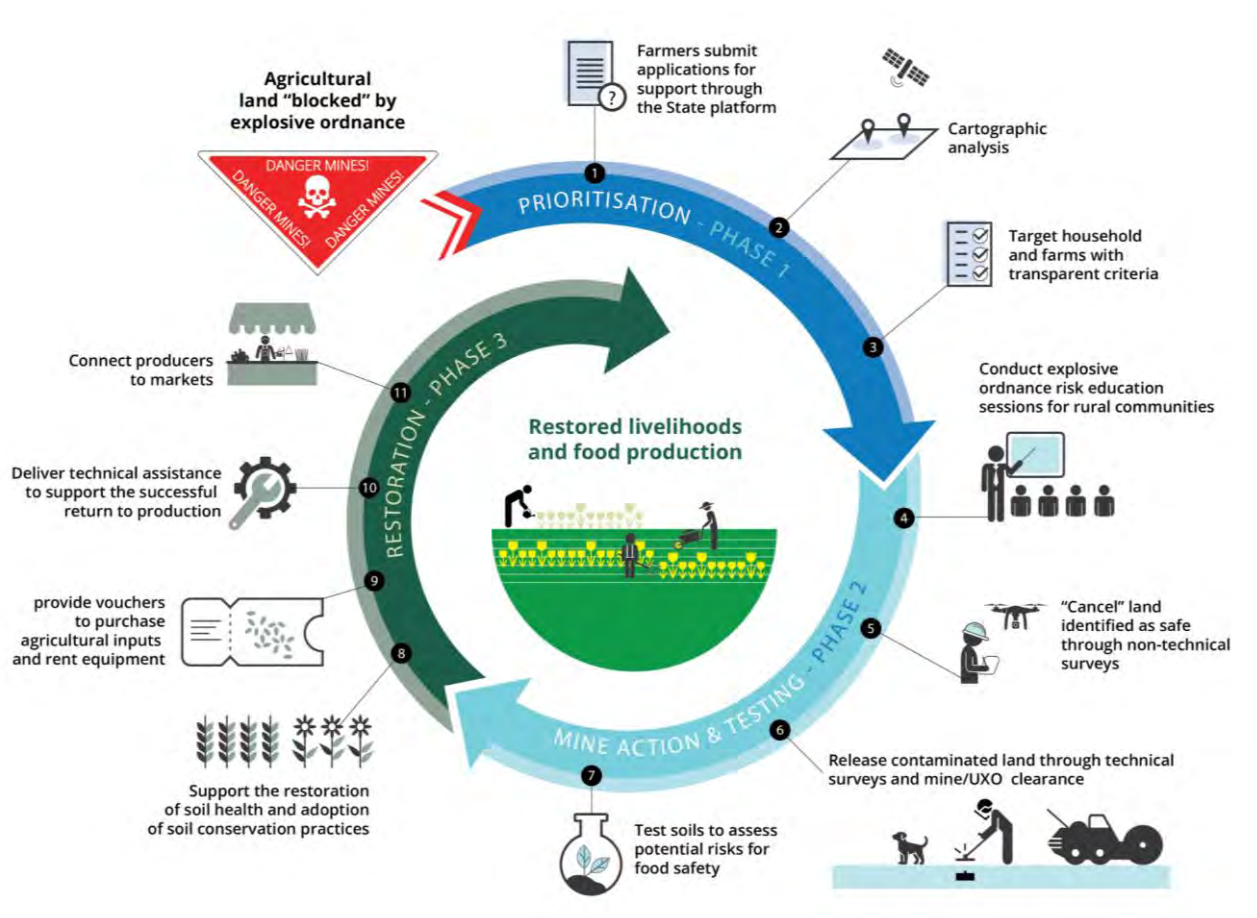 Agricultural
land “blocked” by
explosive ordnance
DANGER MINES!
DANGER MINES!
DANGER MINES!
1
Farmers submit
applications for
support through
the State platform
?
PRIORITISATION - PHASE 1
2
Cartographic
analysis
3
Target household
and farms with
transparent criteria
4
Conduct explosive
ordnance risk education
sessions for rural communities
5
“Cancel” land
identified as safe
through non-technical
surveys
MINE ACTION & TESTING - PHASE 2
6
Release contaminated land through technical
surveys and mine/UXO clearance
7
Test soils to assess
potential risks for
food safety
8
Support the restoration
of soil health and adoption
of soil conservation practices
9
provide vouchers
to purchase
agricultural inputs
and rent equipment
RESTORATION - PHASE 3
10
Deliver technical assistance
to support the successful
return to production
11
Connect producers
to markets
Restored livelihoods
and food production